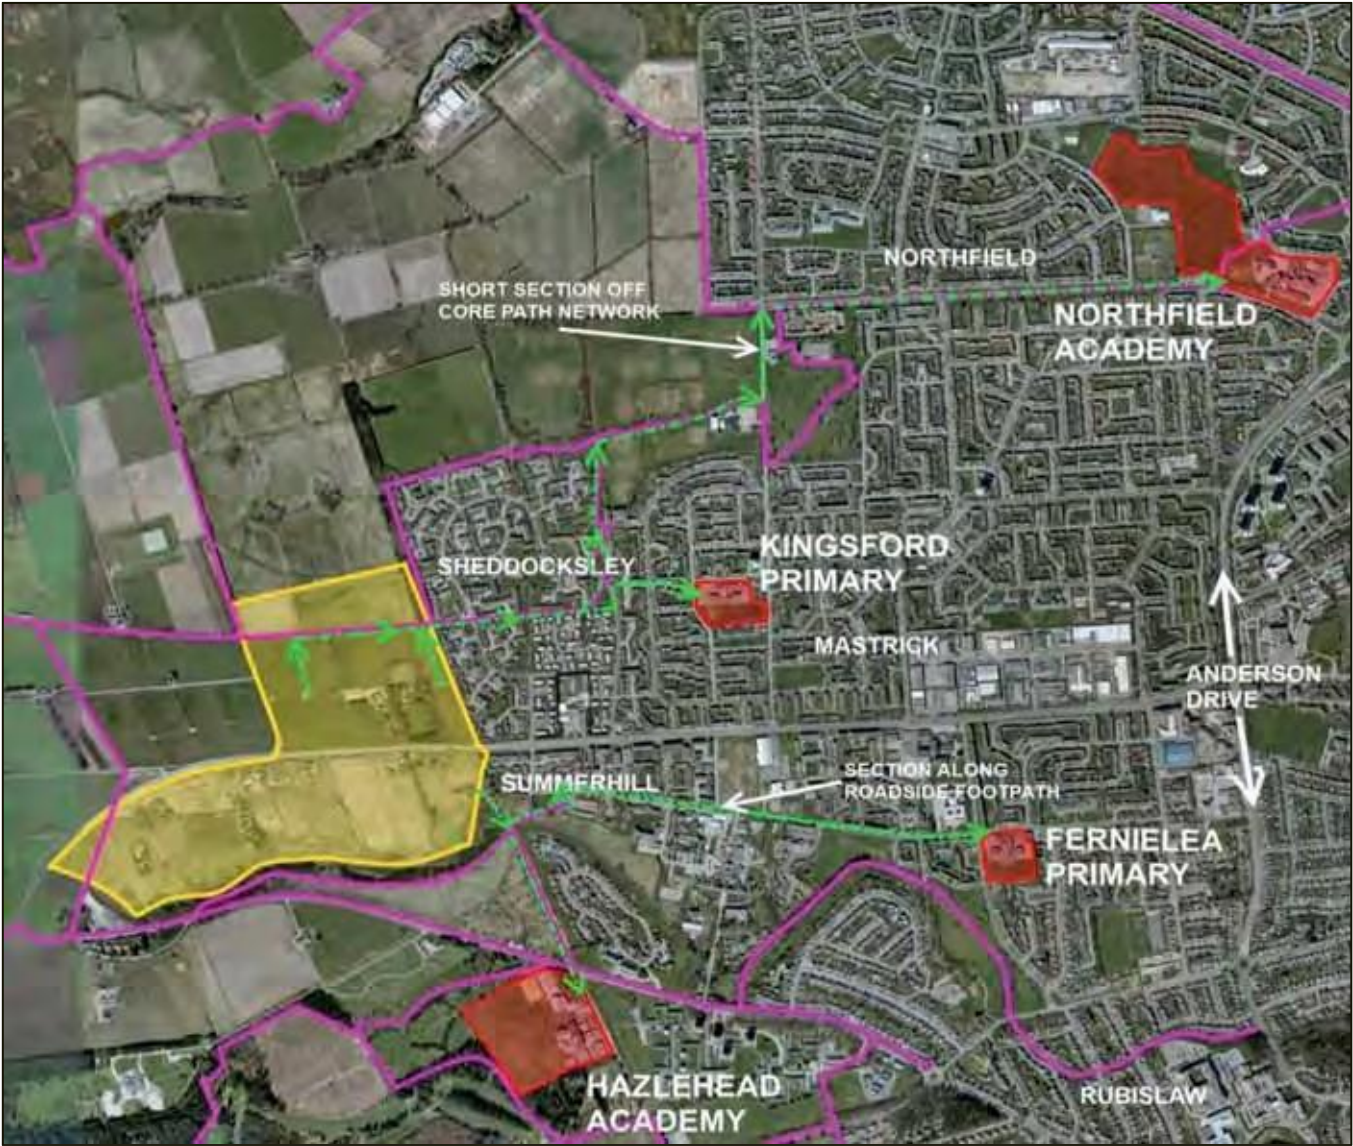 NORTHFIELD
SHORT SECTION OFF
CORE PATH NETWORK
NORTHFIELD
ACADEMY
KINGSFORD
PRIMARY
SHEDDOCKSLEY
MASTRICK
ANDERSON
DRIVE
SUMMERHILL
SECTION ALONG
ROADSIDE FOOTPATH
FERNIELEA
PRIMARY
HAZLEHEAD
ACADEMY
RUBISLAW